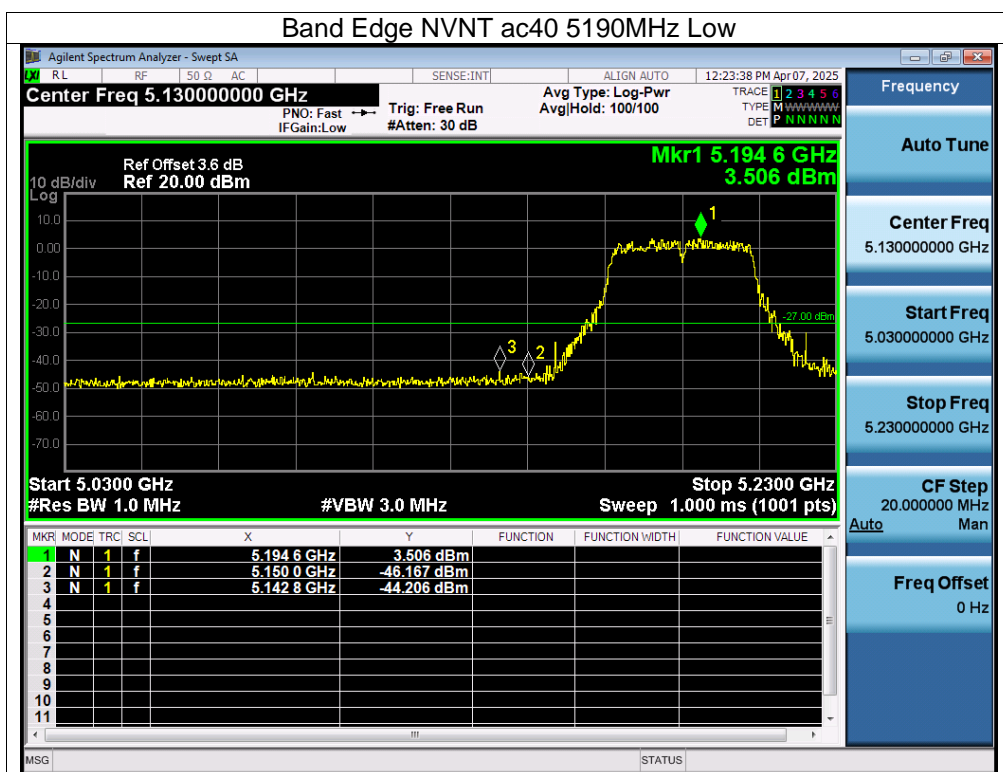 Band Edge NVNT ac40 5190MHz Low
Agilent Spectrum Analyzer - Swept SA
LXI RL RF 50 Ω AC SENSE:INT ALIGN AUTO 12:23:38 PM Apr 07, 2025
Center Freq 5.130000000 GHz
PNO: Fast
IFGain:Low
Trig: Free Run
#Atten: 30 dB
Avg Type: Log-Pwr
Avg|Hold: 100/100
TRACE 1 2 3 4 5 6
TYPE M WWWWW
DET P N N N N N
Ref Offset 3.6 dB
10 dB/div Ref 20.00 dBm
Log
Mkr1 5.194 6 GHz
3.506 dBm
10.0
0.00
-10.0
-20.0
-30.0
-40.0
-50.0
-60.0
-70.0
1
-27.00 dBm
3
2
Start 5.0300 GHz Stop 5.2300 GHz
#Res BW 1.0 MHz #VBW 3.0 MHz Sweep 1.000 ms (1001 pts)
MKR MODE TRC SCL X Y FUNCTION FUNCTION WIDTH FUNCTION VALUE
1 N 1 f 5.194 6 GHz 3.506 dBm
2 N 1 f 5.150 0 GHz -46.167 dBm
3 N 1 f 5.142 8 GHz -44.206 dBm
4
5
6
7
8
9
10
11
MSG STATUS
Frequency
Auto Tune
Center Freq
5.130000000 GHz
Start Freq
5.030000000 GHz
Stop Freq
5.230000000 GHz
CF Step
20.000000 MHz
Auto Man
Freq Offset
0 Hz